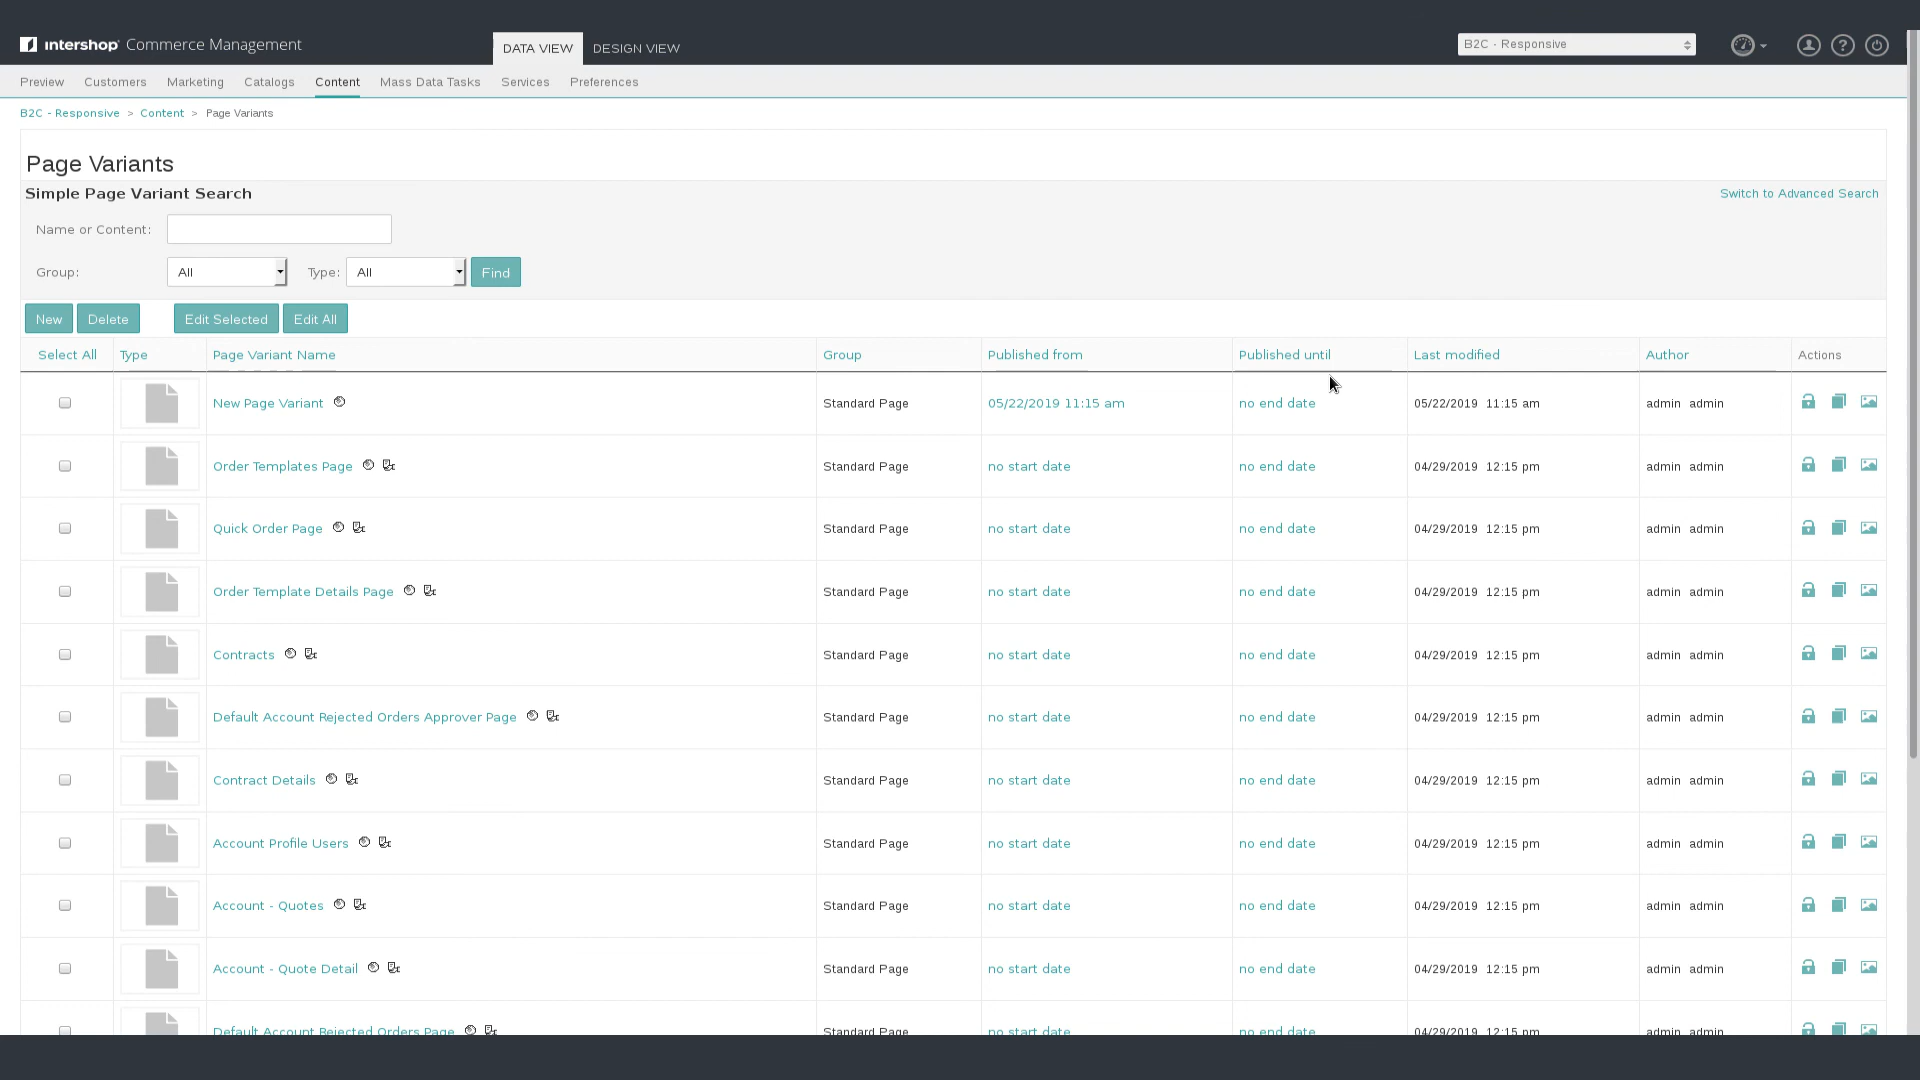 intershop Commerce Management DATA VIEW DESIGN VIEW B2C - Responsive
Preview Customers Marketing Catalogs Content Mass Data Tasks Services Preferences
B2C - Responsive > Content > Page Variants
Page Variants
Simple Page Variant Search Switch to Advanced Search
Name or Content:
Group: All Type: All Find
New Delete Edit Selected Edit All
Select All Type Page Variant Name Group Published from Published until Last modified Author Actions
New Page Variant Standard Page 05/22/2019 11:15 am no end date 05/22/2019 11:15 am admin admin
Order Templates Page Standard Page no start date no end date 04/29/2019 12:15 pm admin admin
Quick Order Page Standard Page no start date no end date 04/29/2019 12:15 pm admin admin
Order Template Details Page Standard Page no start date no end date 04/29/2019 12:15 pm admin admin
Contracts Standard Page no start date no end date 04/29/2019 12:15 pm admin admin
Default Account Rejected Orders Approver Page Standard Page no start date no end date 04/29/2019 12:15 pm admin admin
Contract Details Standard Page no start date no end date 04/29/2019 12:15 pm admin admin
Account Profile Users Standard Page no start date no end date 04/29/2019 12:15 pm admin admin
Account - Quotes Standard Page no start date no end date 04/29/2019 12:15 pm admin admin
Account - Quote Detail Standard Page no start date no end date 04/29/2019 12:15 pm admin admin
Default Account Rejected Orders Page Standard Page no start date no end date 04/29/2019 12:15 pm admin admin